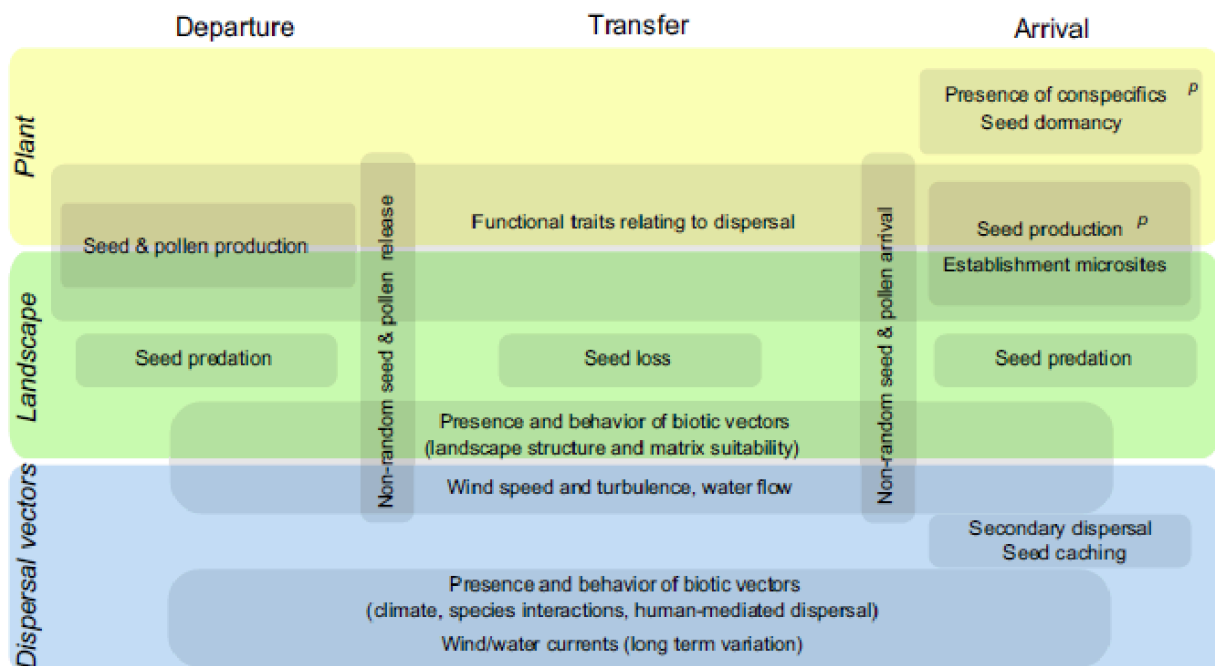 Departure
Transfer
Arrival
Plant
Presence of conspecifics p
Seed dormancy
Functional traits relating to dispersal
Seed production p
Seed & pollen production
Establishment microsites
Non-random seed & pollen release
Non-random seed & pollen arrival
Landscape
Seed predation
Seed loss
Seed predation
Presence and behavior of biotic vectors
(landscape structure and matrix suitability)
Dispersal vectors
Wind speed and turbulence, water flow
Secondary dispersal
Seed caching
Presence and behavior of biotic vectors
(climate, species interactions, human-mediated dispersal)
Wind/water currents (long term variation)